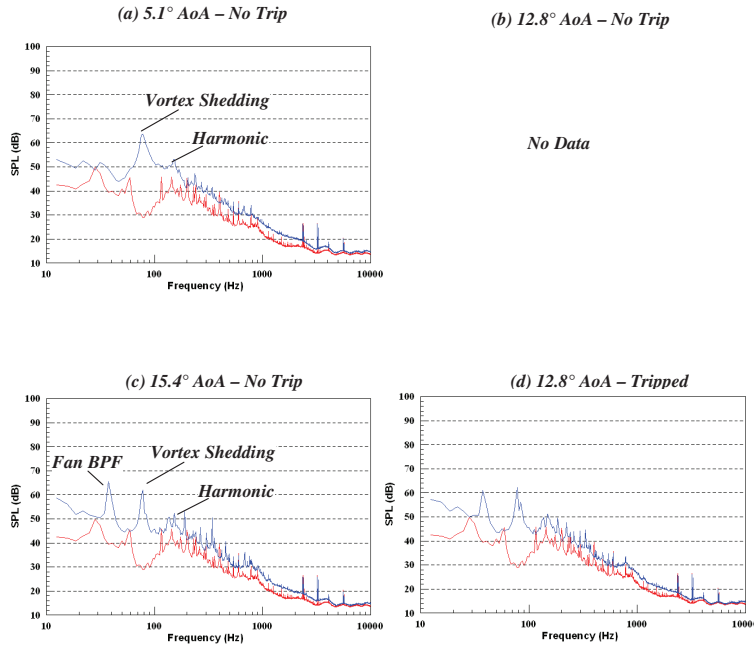 (a) 5.1° AoA – No Trip
(b) 12.8° AoA – No Trip
100
90
80
70
60
50
40
30
20
10
SPL (dB)
Vortex Shedding
Harmonic
10
100
1000
10000
Frequency (Hz)
No Data
(c) 15.4° AoA – No Trip
(d) 12.8° AoA – Tripped
100
90
80
70
60
50
40
30
20
10
SPL (dB)
Fan BPF
Vortex Shedding
Harmonic
10
100
1000
10000
Frequency (Hz)
100
90
80
70
60
50
40
30
20
10
SPL (dB)
10
100
1000
10000
Frequency (Hz)